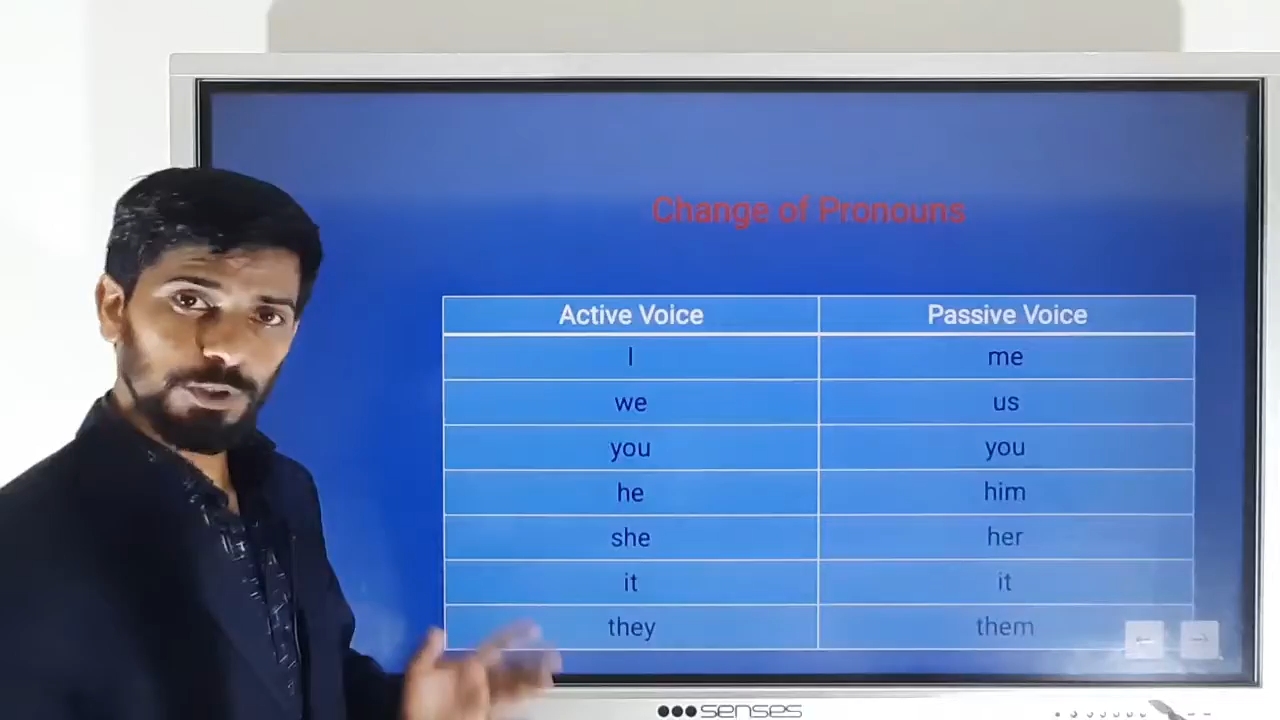 Change of Pronouns
Active Voice Passive Voice
I me
we us
you you
he him
she her
it it
they them
senses